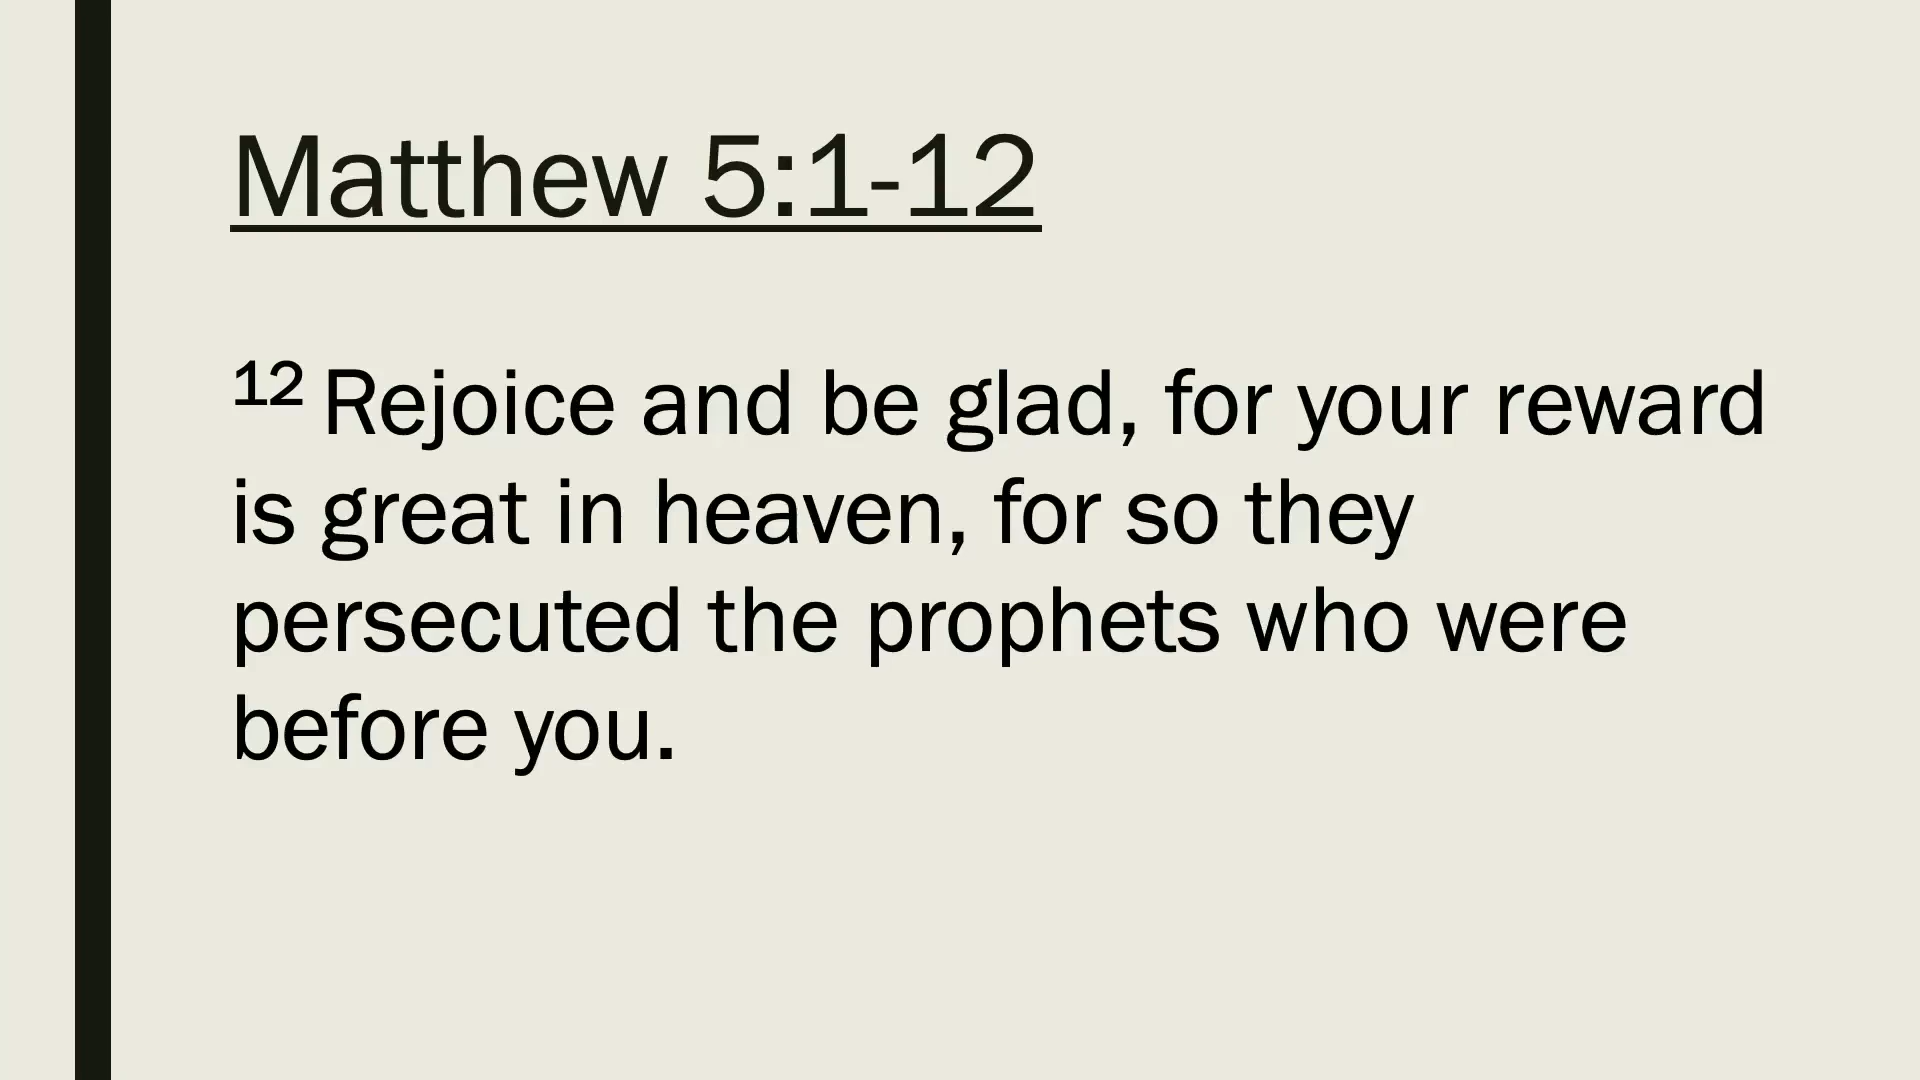 Matthew 5:1-12
12 Rejoice and be glad, for your reward
is great in heaven, for so they
persecuted the prophets who were
before you.